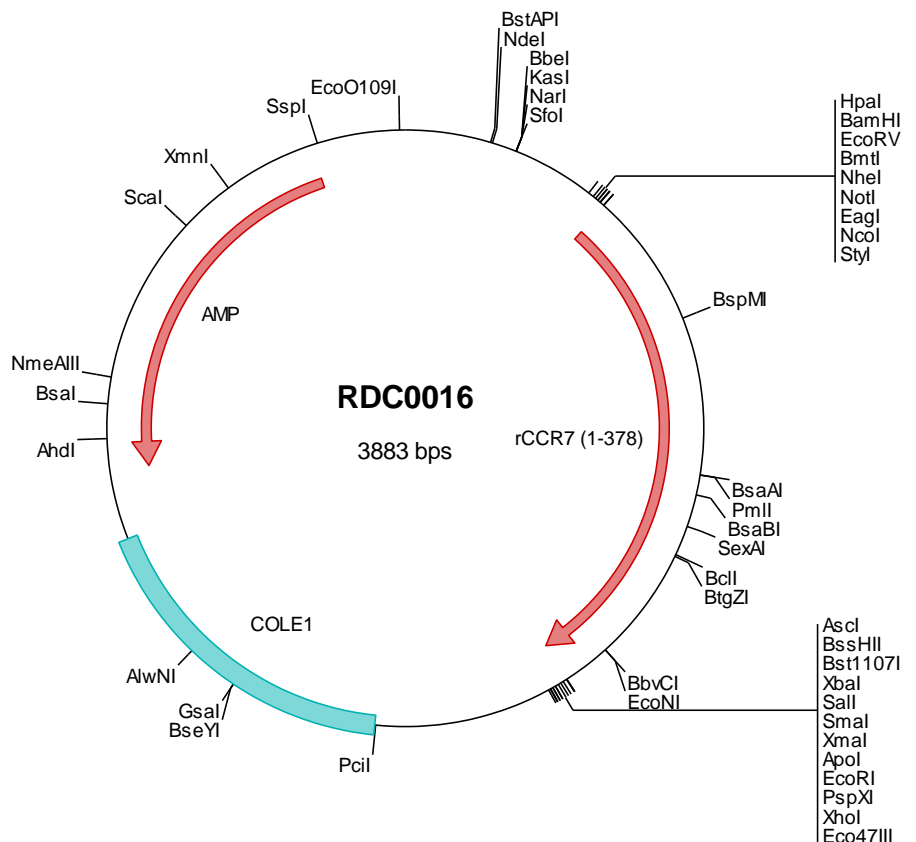 BstAPI
NdeI
BbeI
KasI
NarI
SfoI
EcoO109I
SspI
XmnI
ScaI
HpaI
BamHI
EcoRV
BmtI
NheI
NotI
EagI
NcoI
StyI
BspMI
AMP
NmeAIII
BsaI
AhdI
RDC0016
3883 bps
rCCR7 (1-378)
BsaAI
PmlI
BsaBI
SexAI
BclI
BtgZI
COLE1
AlwNI
GsaI
BseYI
PciI
BbvCI
EcoNI
AscI
BssHII
Bst1107I
XbaI
SalI
SmaI
XmaI
ApoI
EcoRI
PspXI
XhoI
Eco47III